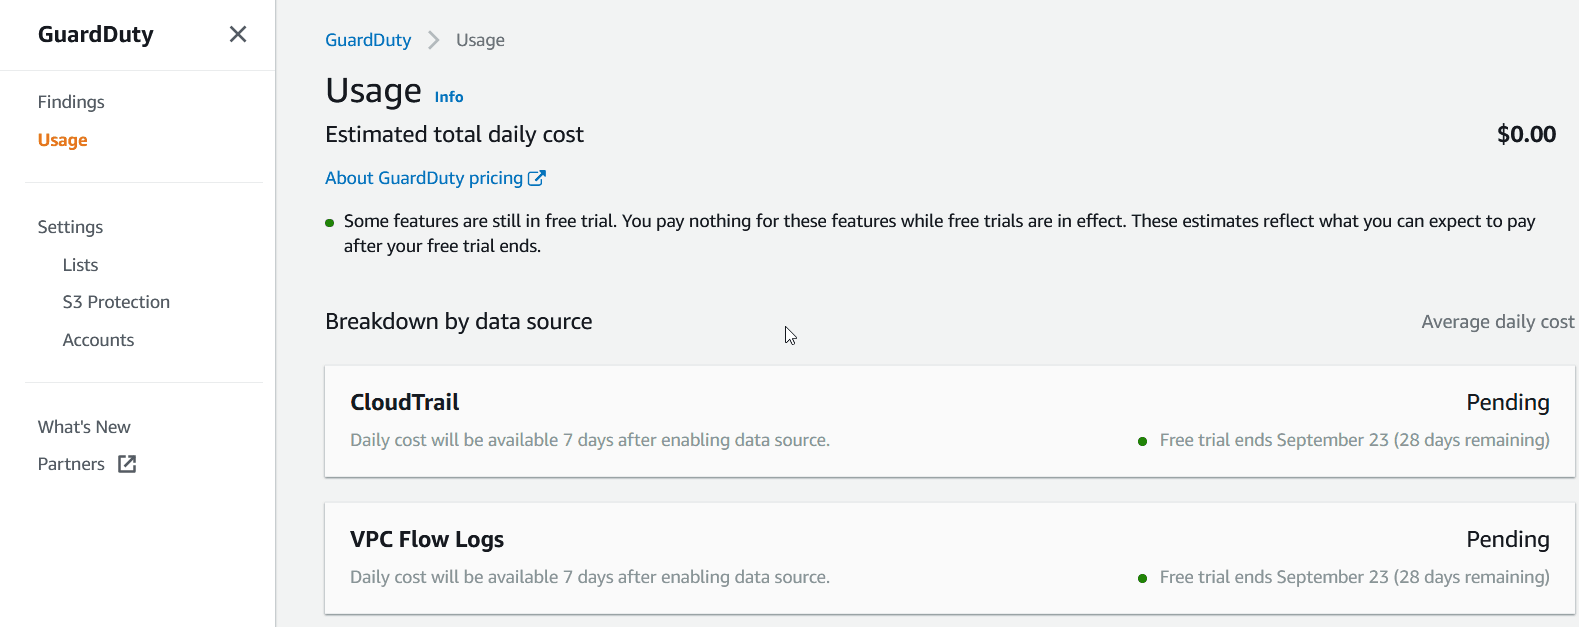 GuardDuty
Findings
Usage
Settings
Lists
S3 Protection
Accounts
What's New
Partners
GuardDuty
Usage
Usage Info
Estimated total daily cost $0.00
About GuardDuty pricing
Some features are still in free trial. You pay nothing for these features while free trials are in effect. These estimates reflect what you can expect to pay
after your free trial ends.
Breakdown by data source Average daily cost
CloudTrail Pending
Daily cost will be available 7 days after enabling data source. Free trial ends September 23 (28 days remaining)
VPC Flow Logs Pending
Daily cost will be available 7 days after enabling data source. Free trial ends September 23 (28 days remaining)